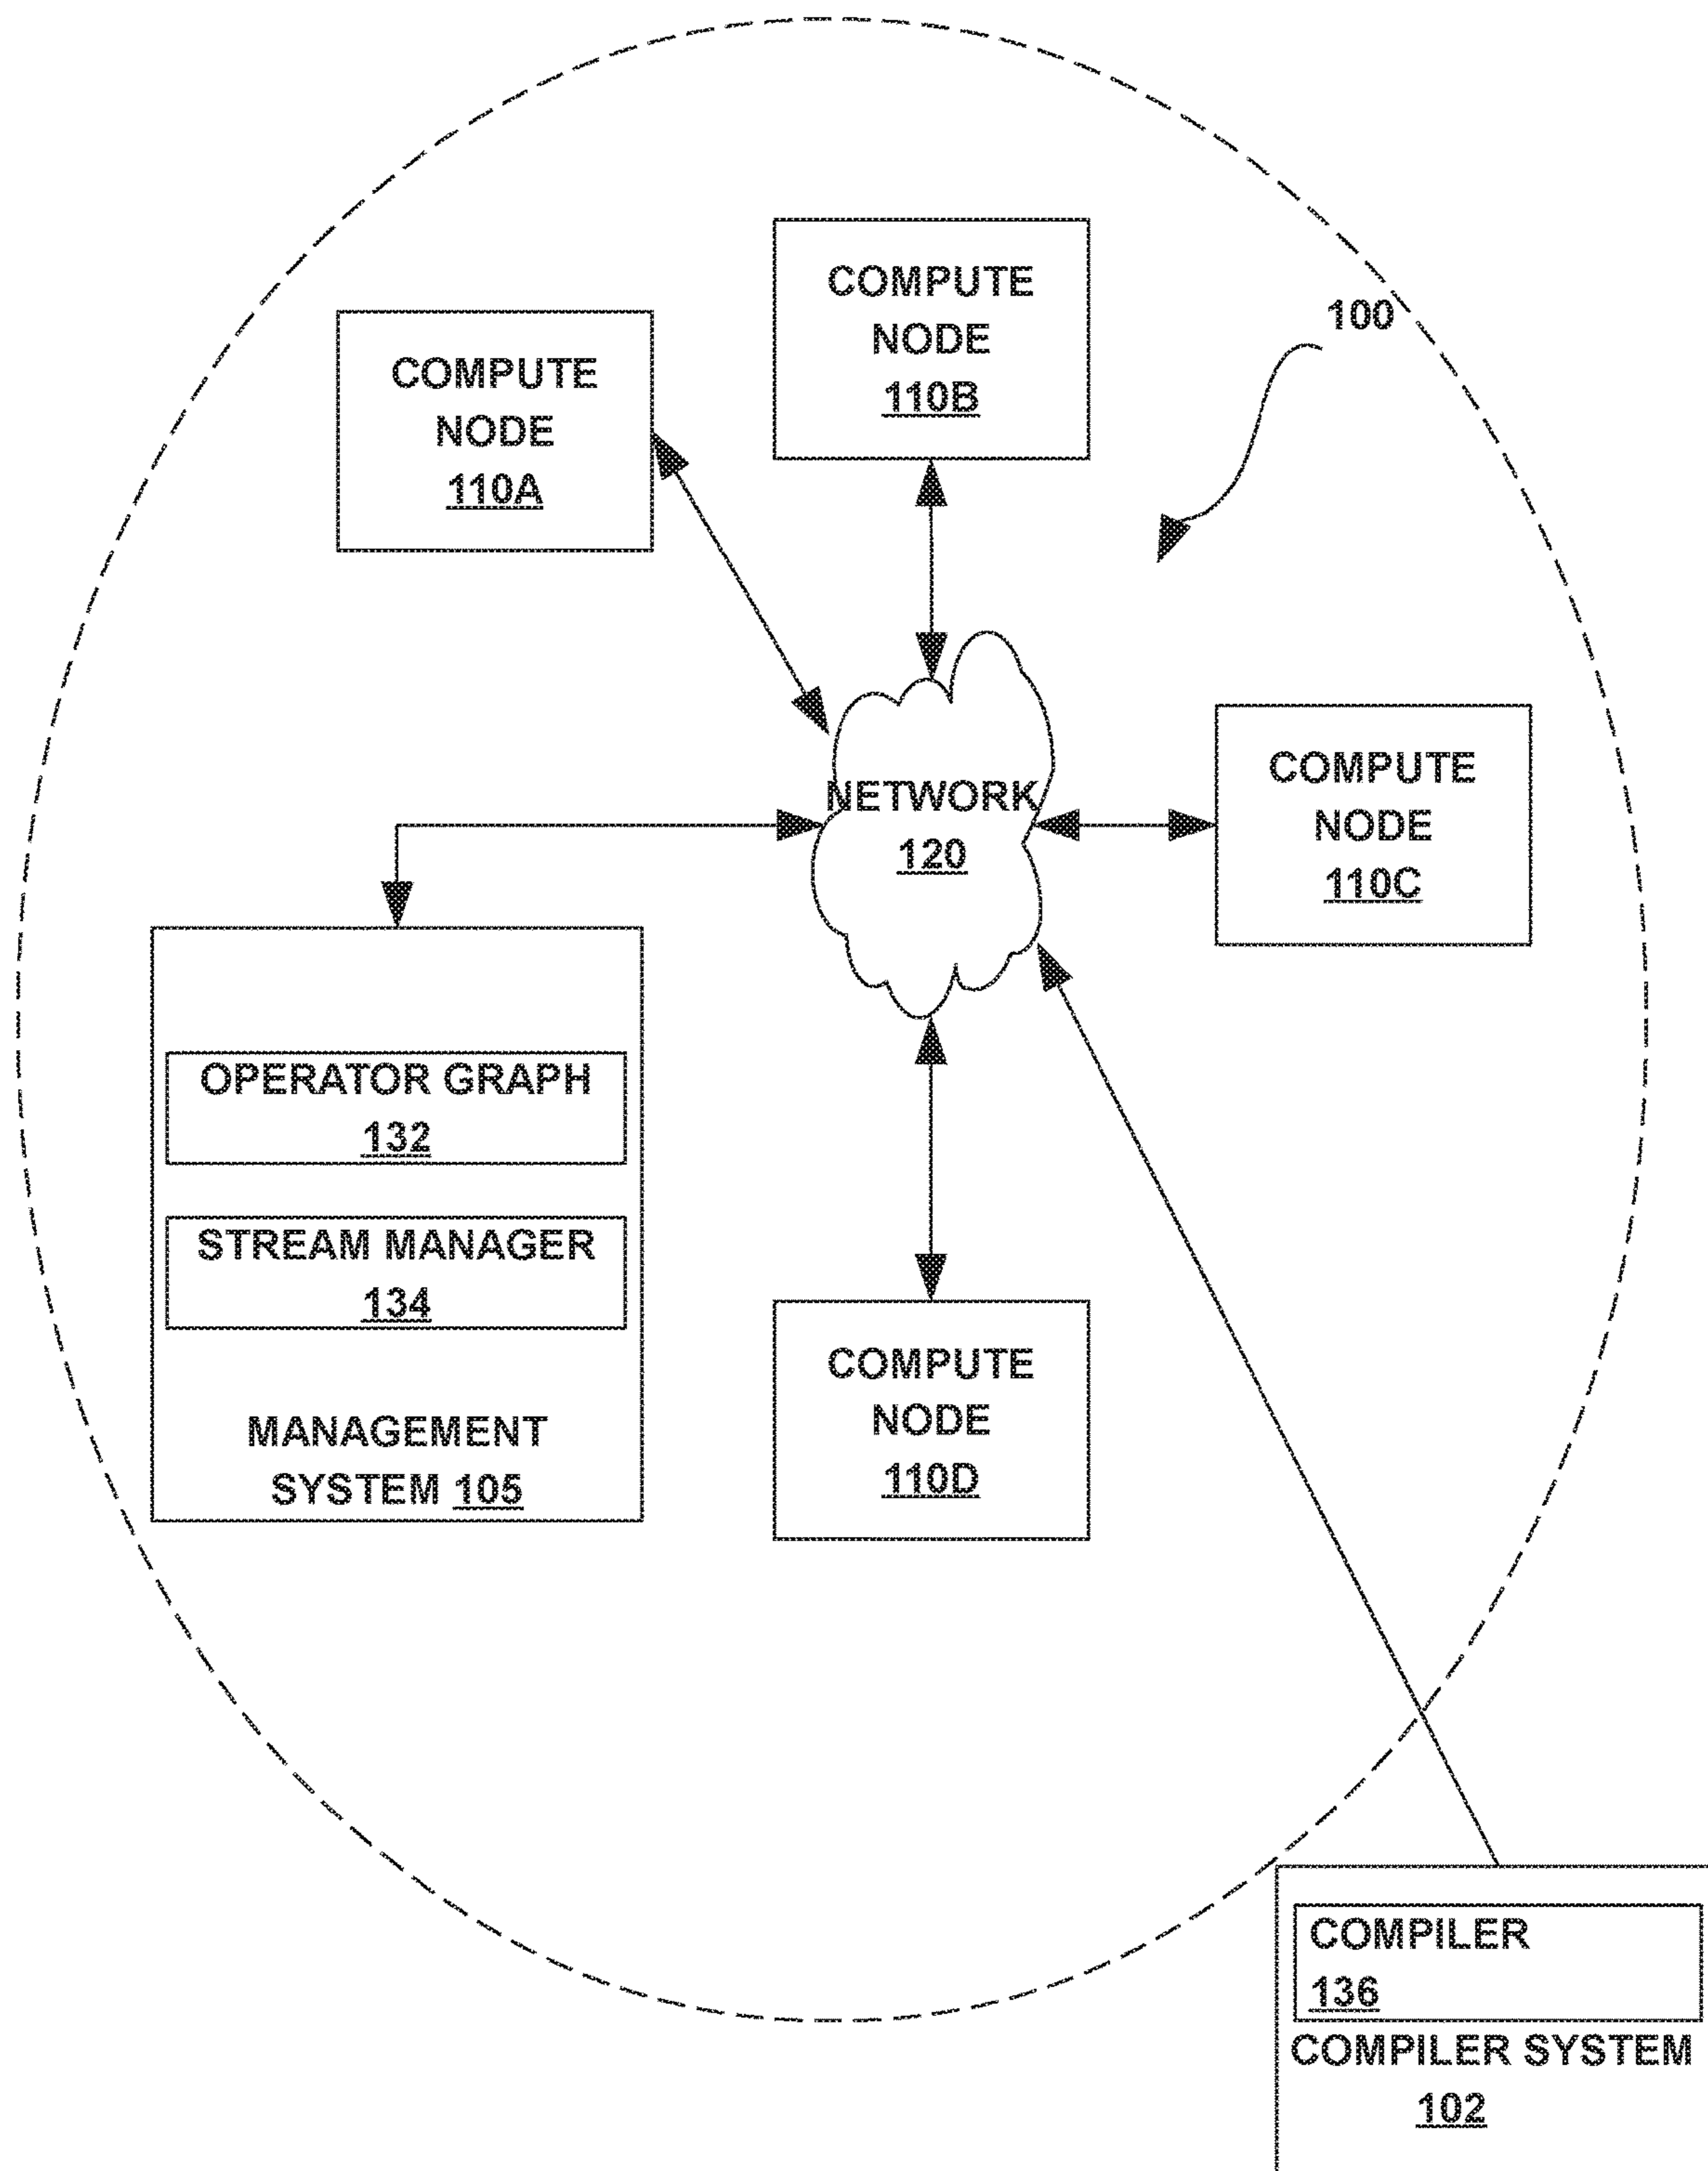 COMPUTE
NODE
110B
100
COMPUTE
NODE
110A
NETWORK
120
COMPUTE
NODE
110C
OPERATOR GRAPH
132
STREAM MANAGER
134
MANAGEMENT
SYSTEM 105
COMPUTE
NODE
110D
COMPILER
136
COMPILER SYSTEM
102